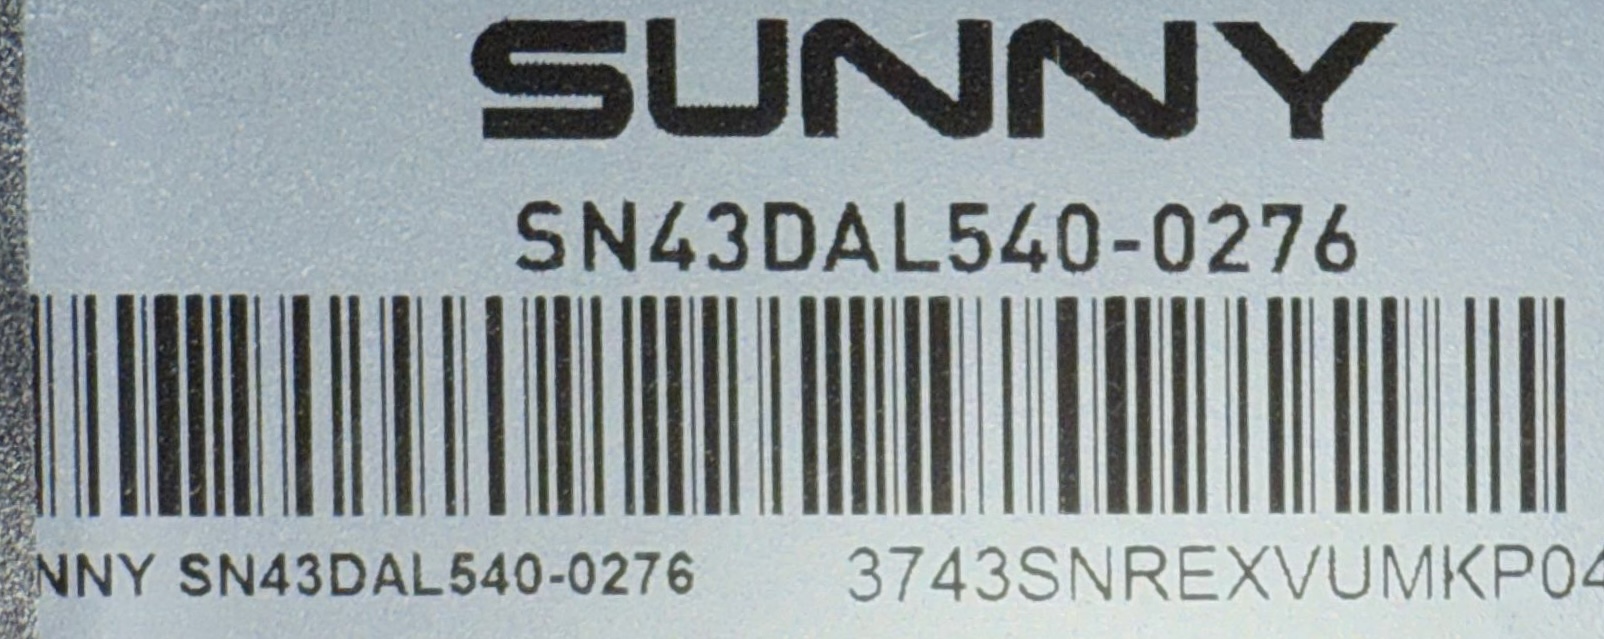 SUNNY
SN43DAL540-0276
NNY SN43DAL540-0276 3743SNREXVUMKP04